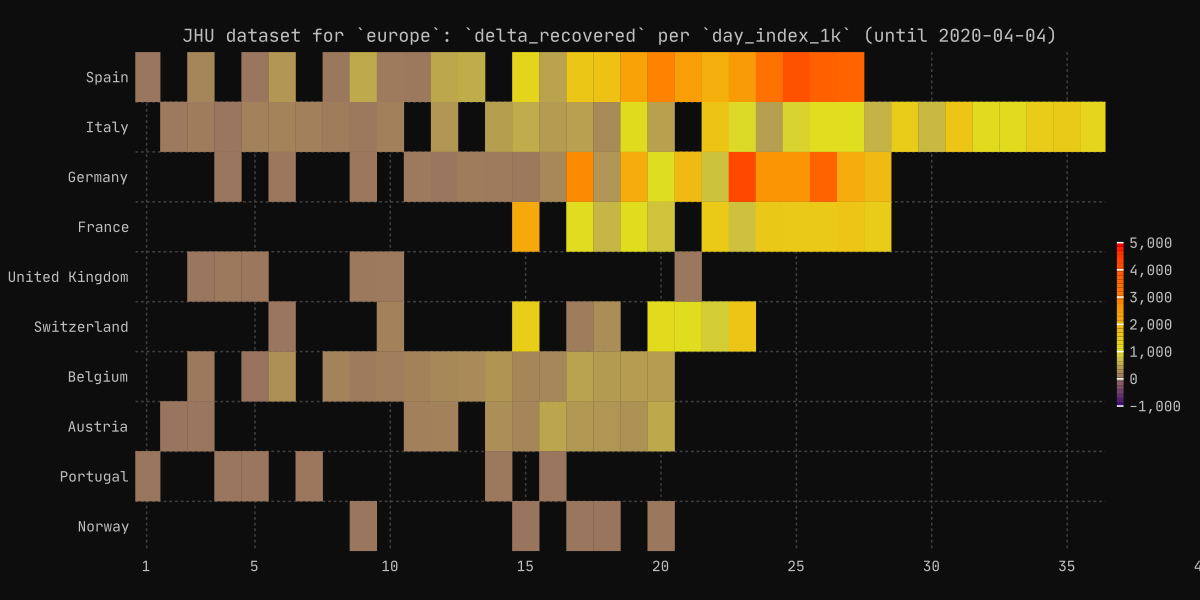 JHU dataset for `europe`: `delta_recovered` per `day_index_1k` (until 2020-04-04)
Spain
Italy
Germany
France
United Kingdom
Switzerland
Belgium
Austria
Portugal
Norway
5,000
4,000
3,000
2,000
1,000
0
-1,000
1 5 10 15 20 25 30 35